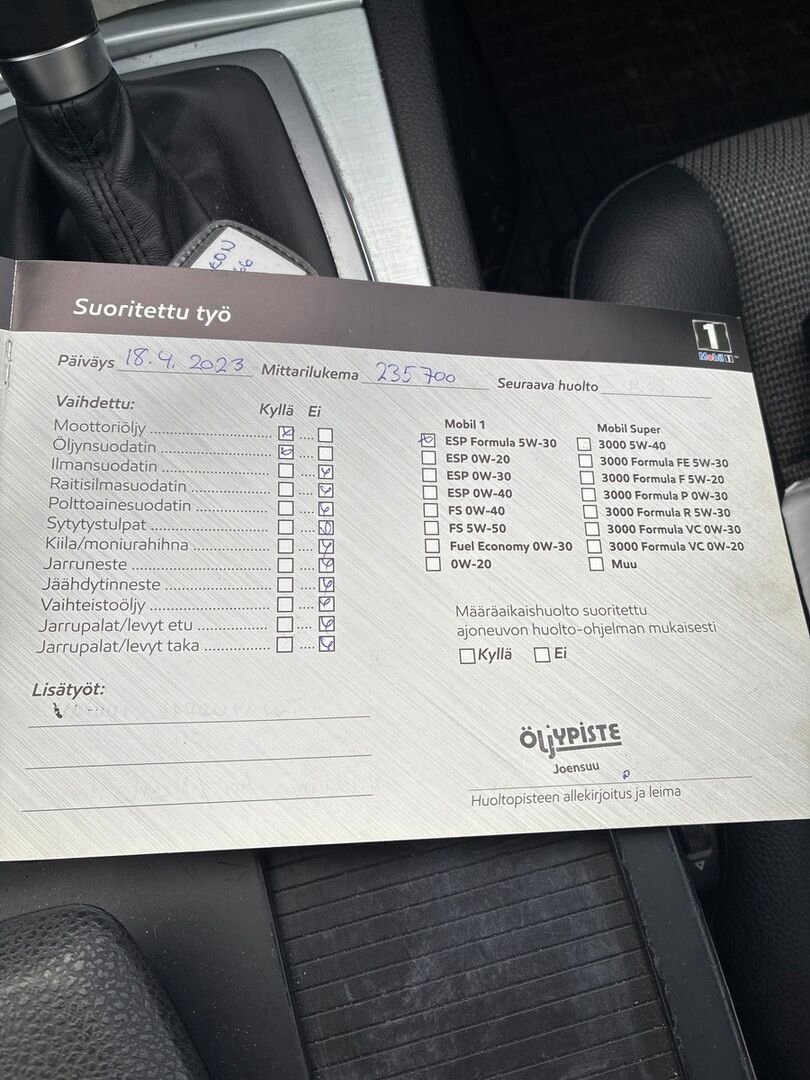 Suoritettu työ
1
Mobil 1
Päiväys 18.4.2023 Mittarilukema 235700 Seuraava huolto
Vaihdettu: Kyllä Ei
Moottoriöljy
Öljynsuodatin
Ilmansuodatin
Raitisilmasuodatin
Polttoainesuodatin
Sytytystulpat
Kiila/moniurahihna
Jarruneste
Jäähdytinneste
Vaihteistoöljy
Jarrupalat/levyt etu
Jarrupalat/levyt taka
Lisätyöt:
Mobil 1
ESP Formula 5W-30
ESP 0W-20
ESP 0W-30
ESP 0W-40
FS 0W-40
FS 5W-50
Fuel Economy 0W-30
0W-20
Mobil Super
3000 5W-40
3000 Formula FE 5W-30
3000 Formula F 5W-20
3000 Formula P 0W-30
3000 Formula R 5W-30
3000 Formula VC 0W-30
3000 Formula VC 0W-20
Muu
Määräaikaishuolto suoritettu
ajoneuvon huolto-ohjelman mukaisesti
Kyllä Ei
ÖLJYPISTE
Joensuu
Huoltopisteen allekirjoitus ja leima